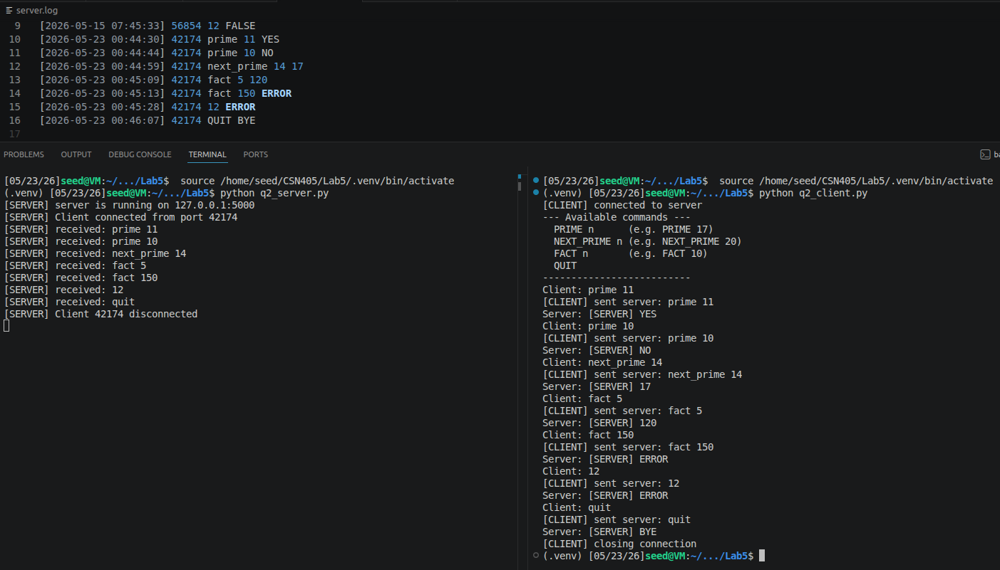 server.log
9 [2026-05-15 07:45:33] 56854 12 FALSE
10 [2026-05-23 00:44:30] 42174 prime 11 YES
11 [2026-05-23 00:44:44] 42174 prime 10 NO
12 [2026-05-23 00:44:59] 42174 next_prime 14 17
13 [2026-05-23 00:45:09] 42174 fact 5 120
14 [2026-05-23 00:45:13] 42174 fact 150 ERROR
15 [2026-05-23 00:45:28] 42174 12 ERROR
16 [2026-05-23 00:46:07] 42174 QUIT BYE
17
PROBLEMS OUTPUT DEBUG CONSOLE TERMINAL PORTS
[05/23/26]seed@VM:~/.../Lab5$  source /home/seed/CSN405/Lab5/.venv/bin/activate
(.venv) [05/23/26]seed@VM:~/.../Lab5$ python q2_server.py
[SERVER] server is running on 127.0.0.1:5000
[SERVER] Client connected from port 42174
[SERVER] received: prime 11
[SERVER] received: prime 10
[SERVER] received: next_prime 14
[SERVER] received: fact 5
[SERVER] received: fact 150
[SERVER] received: 12
[SERVER] received: quit
[SERVER] Client 42174 disconnected
[05/23/26]seed@VM:~/.../Lab5$  source /home/seed/CSN405/Lab5/.venv/bin/activate
(.venv) [05/23/26]seed@VM:~/.../Lab5$ python q2_client.py
[CLIENT] connected to server
--- Available commands ---
  PRIME n      (e.g. PRIME 17)
  NEXT_PRIME n (e.g. NEXT_PRIME 20)
  FACT n       (e.g. FACT 10)
  QUIT
--------------------------
Client: prime 11
[CLIENT] sent server: prime 11
Server: [SERVER] YES
Client: prime 10
[CLIENT] sent server: prime 10
Server: [SERVER] NO
Client: next_prime 14
[CLIENT] sent server: next_prime 14
Server: [SERVER] 17
Client: fact 5
[CLIENT] sent server: fact 5
Server: [SERVER] 120
Client: fact 150
[CLIENT] sent server: fact 150
Server: [SERVER] ERROR
Client: 12
[CLIENT] sent server: 12
Server: [SERVER] ERROR
Client: quit
[CLIENT] sent server: quit
Server: [SERVER] BYE
[CLIENT] closing connection
(.venv) [05/23/26]seed@VM:~/.../Lab5$